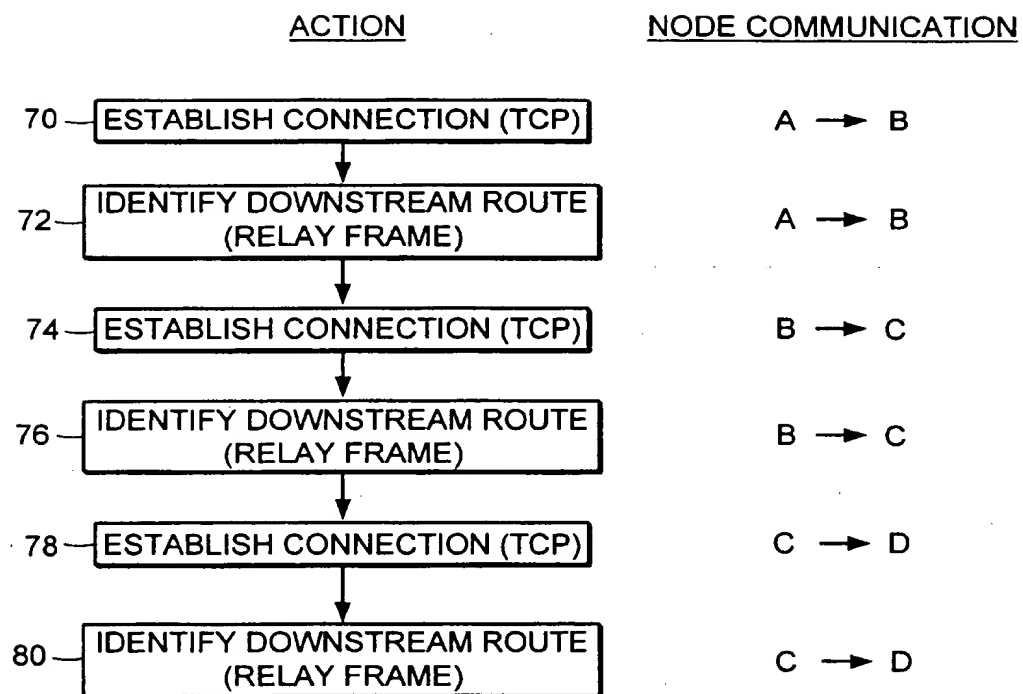 ACTION NODE COMMUNICATION
70 ESTABLISH CONNECTION (TCP) A → B
72 IDENTIFY DOWNSTREAM ROUTE
(RELAY FRAME) A → B
74 ESTABLISH CONNECTION (TCP) B → C
76 IDENTIFY DOWNSTREAM ROUTE
(RELAY FRAME) B → C
78 ESTABLISH CONNECTION (TCP) C → D
80 IDENTIFY DOWNSTREAM ROUTE
(RELAY FRAME) C → D